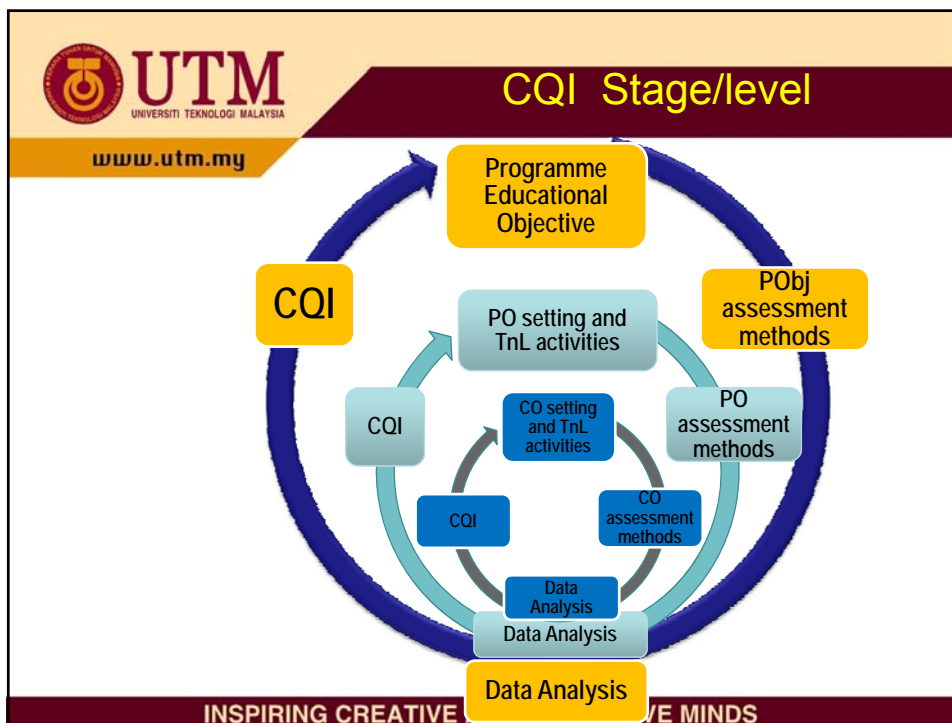 UTM
UNIVERSITI TEKNOLOGI MALAYSIA
CQI Stage/level
www.utm.my
Programme
Educational
Objective
CQI
PObj
assessment
methods
PO setting and
TnL activities
CQI
PO
assessment
methods
CO setting
and TnL
activities
CQI
CO
assessment
methods
Data
Analysis
Data Analysis
Data Analysis
INSPIRING CREATIVE VE MINDS